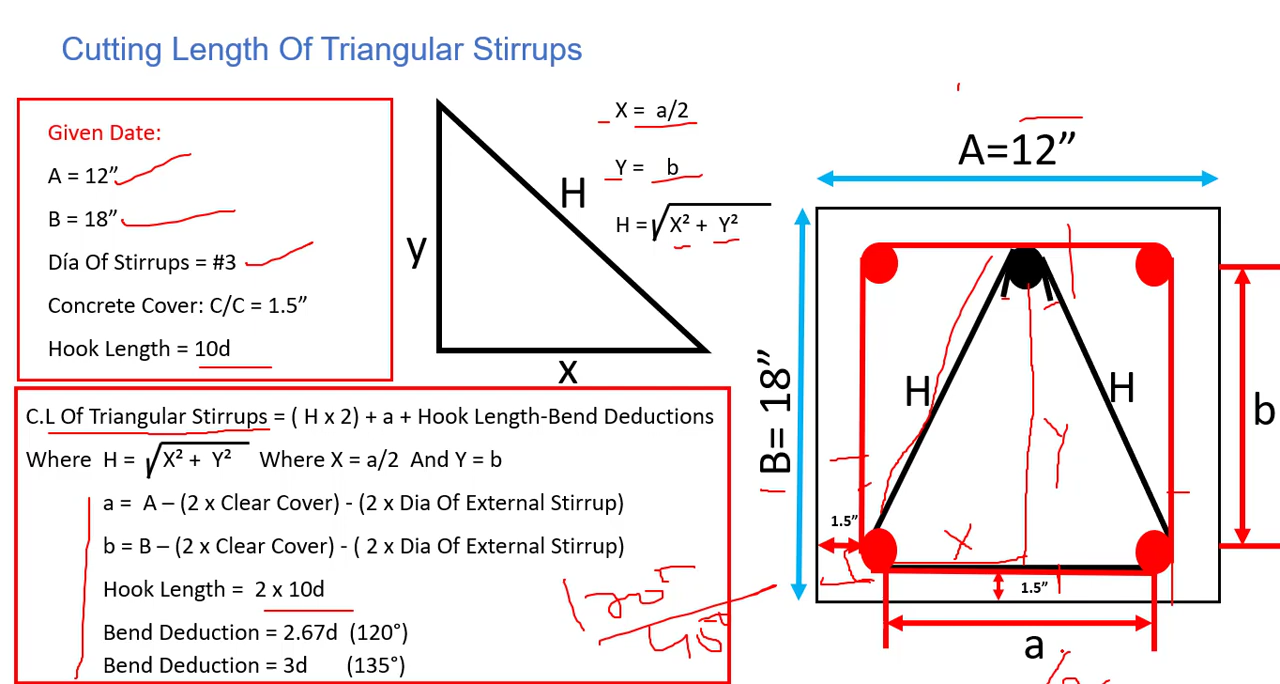 Cutting Length Of Triangular Stirrups
Given Date:
A = 12”
B = 18”
Día Of Stirrups = #3
Concrete Cover: C/C = 1.5”
Hook Length = 10d
X = a/2
Y = b
H = √X² + Y²
H
y
x
C.L Of Triangular Stirrups = ( H x 2) + a + Hook Length-Bend Deductions
Where H = √X² + Y² Where X = a/2 And Y = b
a = A – (2 x Clear Cover) - (2 x Dia Of External Stirrup)
b = B – (2 x Clear Cover) - ( 2 x Dia Of External Stirrup)
Hook Length = 2 x 10d
Bend Deduction = 2.67d (120°)
Bend Deduction = 3d (135°)
A=12”
B= 18”
H
H
Y
X
b
1.5”
1.5”
a